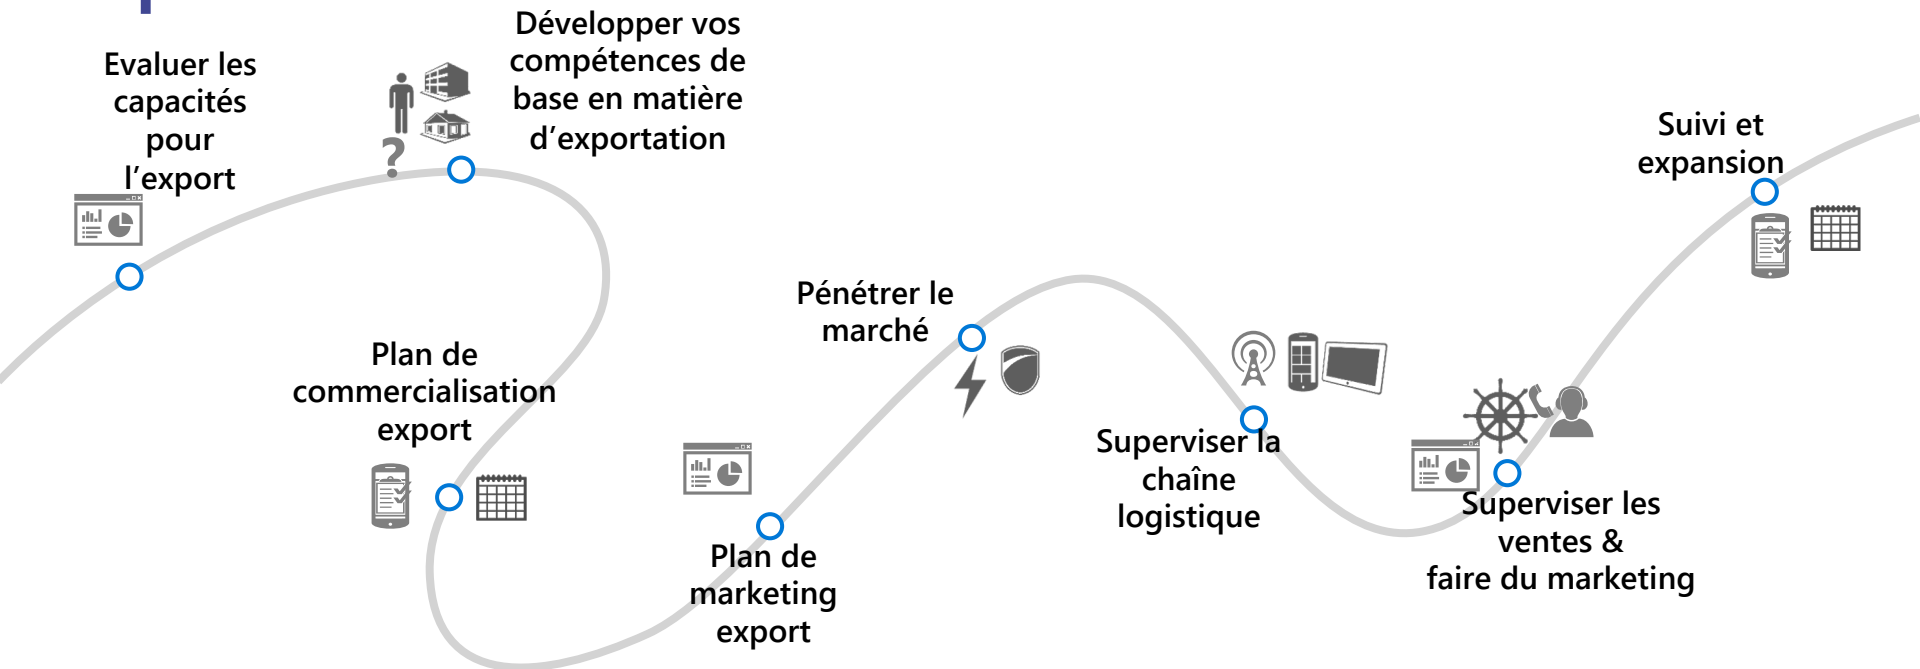 Evaluer les
capacités
pour
l'export
Développer vos
compétences de
base en matière
d'exportation
?
Plan de
commercialisation
export
Plan de
marketing
export
Pénétrer le
marché
Superviser la
chaîne
logistique
Superviser les
ventes &
faire du marketing
Suivi et
expansion